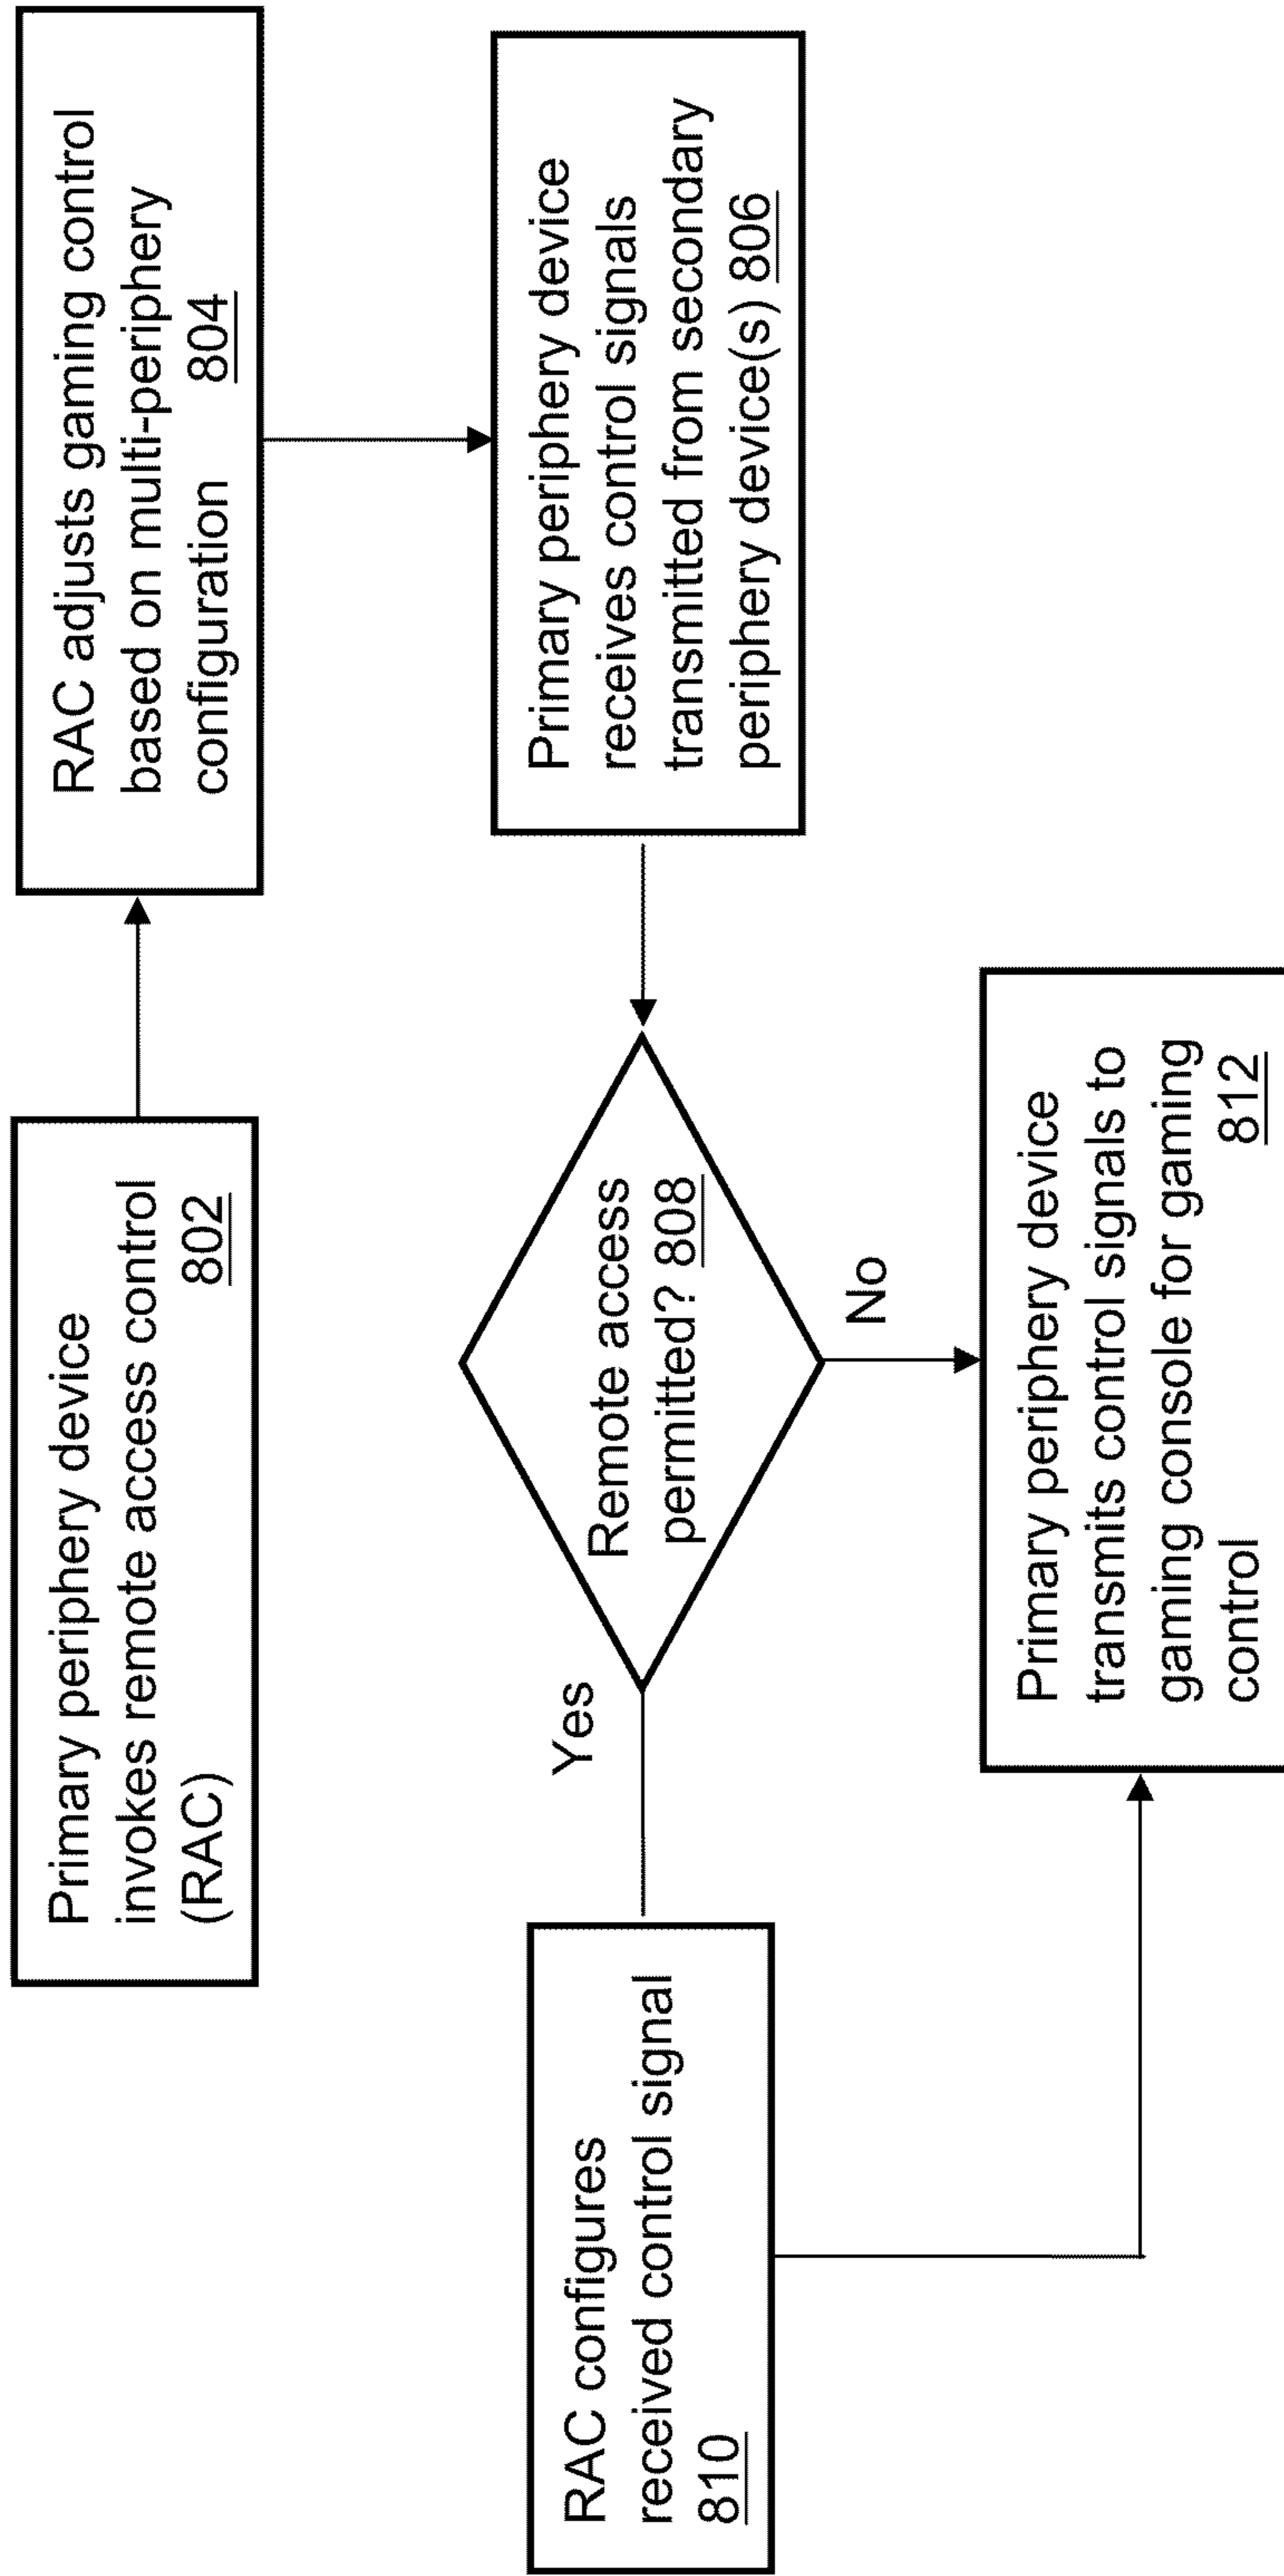 Primary periphery device
invokes remote access control
(RAC) 802
RAC adjusts gaming control
based on multi-periphery
configuration 804
Primary periphery device
receives control signals
transmitted from secondary
periphery device(s) 806
Remote access
permitted? 808
Yes
No
RAC configures
received control signal
810
Primary periphery device
transmits control signals to
gaming console for gaming
control 812